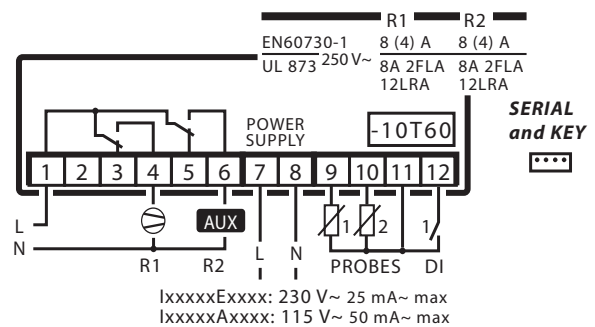 R1 R2
EN60730-1 250 V~ 8 (4) A 8 (4) A
UL 873 8A 2FLA 8A 2FLA
12LRA 12LRA
SERIAL
and KEY
POWER
SUPPLY
-10T60
1 2 3 4 5 6 7 8 9 10 11 12
L
N
AUX
1 2 1
R1 R2 L N PROBES DI
IxxxxxExxxx: 230 V~ 25 mA~ max
IxxxxxAxxxx: 115 V~ 50 mA~ max